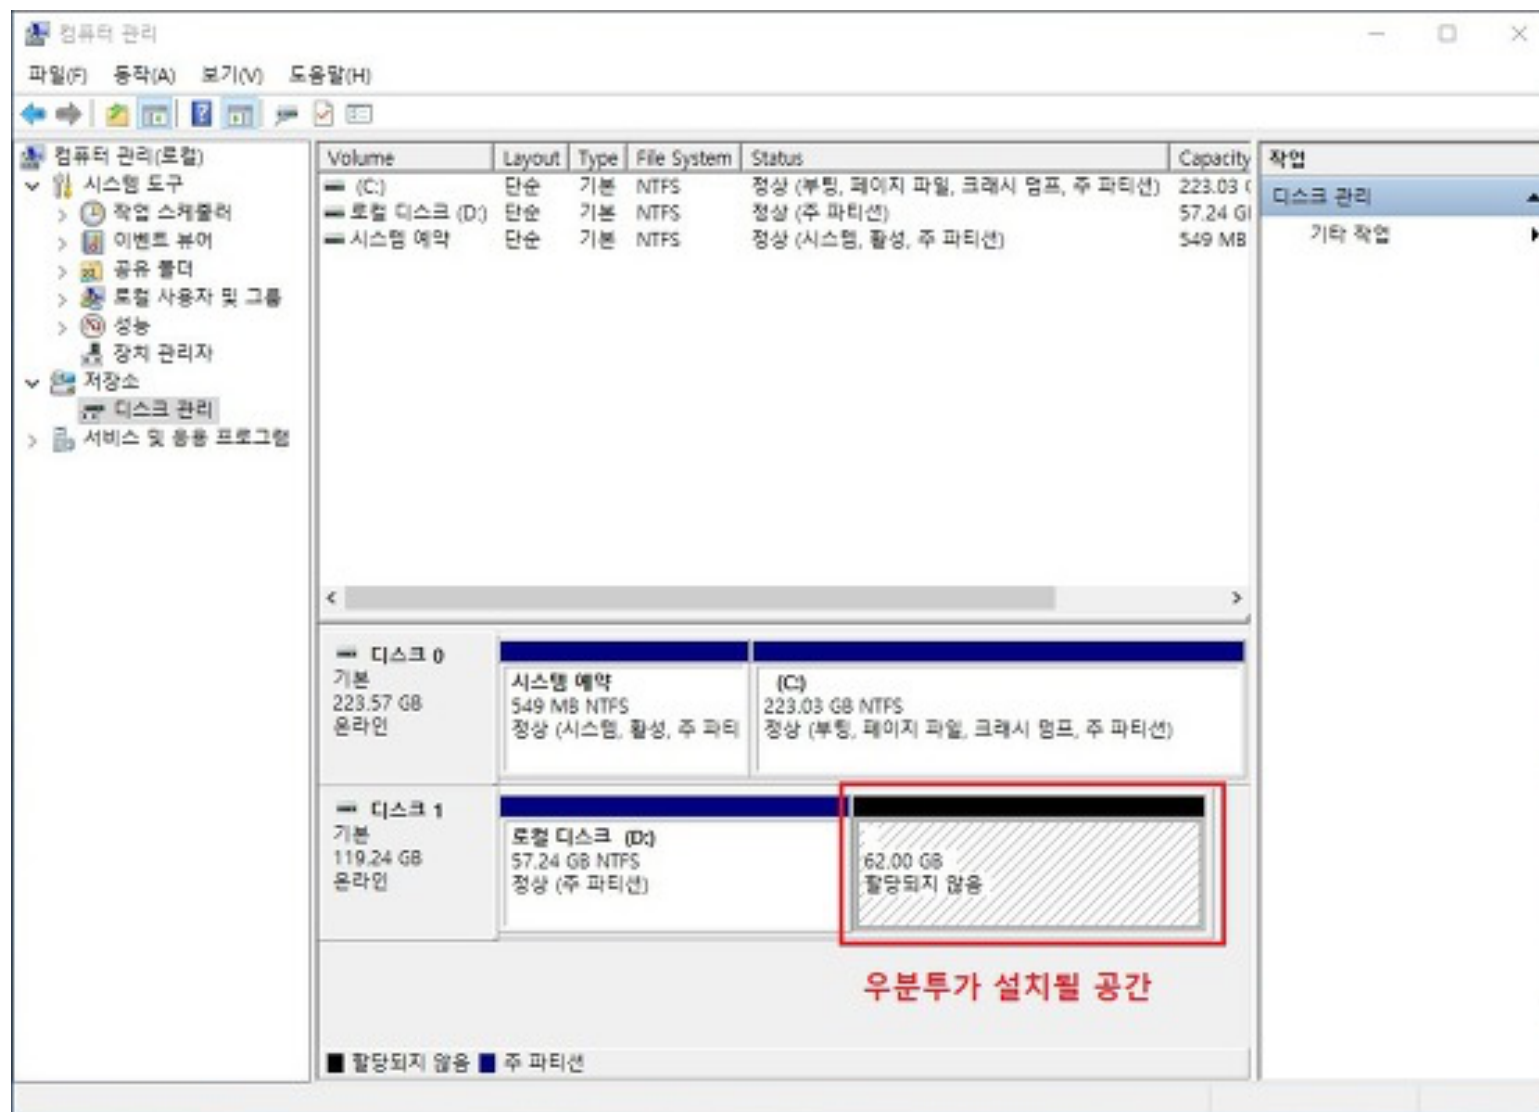 컴퓨터 관리
파일(F) 동작(A) 보기(V) 도움말(H)
컴퓨터 관리(로컬)
시스템 도구
작업 스케줄러
이벤트 뷰어
공유 폴더
로컬 사용자 및 그룹
성능
장치 관리자
저장소
디스크 관리
서비스 및 응용 프로그램
Volume Layout Type File System Status Capacity
(C:) 단순 기본 NTFS 정상 (부팅, 페이지 파일, 크래시 덤프, 주 파티션) 223.03 G
로컬 디스크 (D:) 단순 기본 NTFS 정상 (주 파티션) 57.24 GI
시스템 예약 단순 기본 NTFS 정상 (시스템, 활성, 주 파티션) 549 MB
작업
디스크 관리
기타 작업
디스크 0
기본
223.57 GB
온라인
시스템 예약
549 MB NTFS
정상 (시스템, 활성, 주 파티
(C:)
223.03 GB NTFS
정상 (부팅, 페이지 파일, 크래시 덤프, 주 파티션)
디스크 1
기본
119.24 GB
온라인
로컬 디스크 (D:)
57.24 GB NTFS
정상 (주 파티션)
62.00 GB
할당되지 않음
우분투가 설치될 공간
할당되지 않음 주 파티션